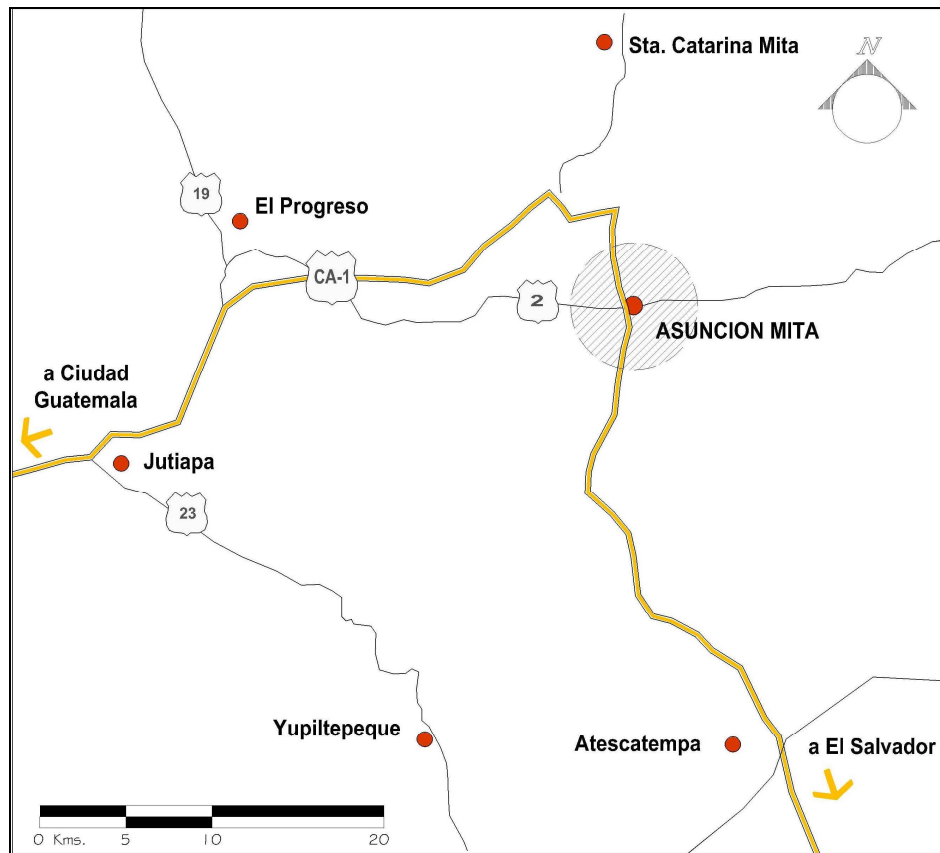 Sta. Catarina Mita
N
19
El Progreso
CA-1
2
ASUNCION MITA
a Ciudad
Guatemala
Jutiapa
23
Yupiltepeque
Atescatempa
a El Salvador
0 Kms. 5 10 20